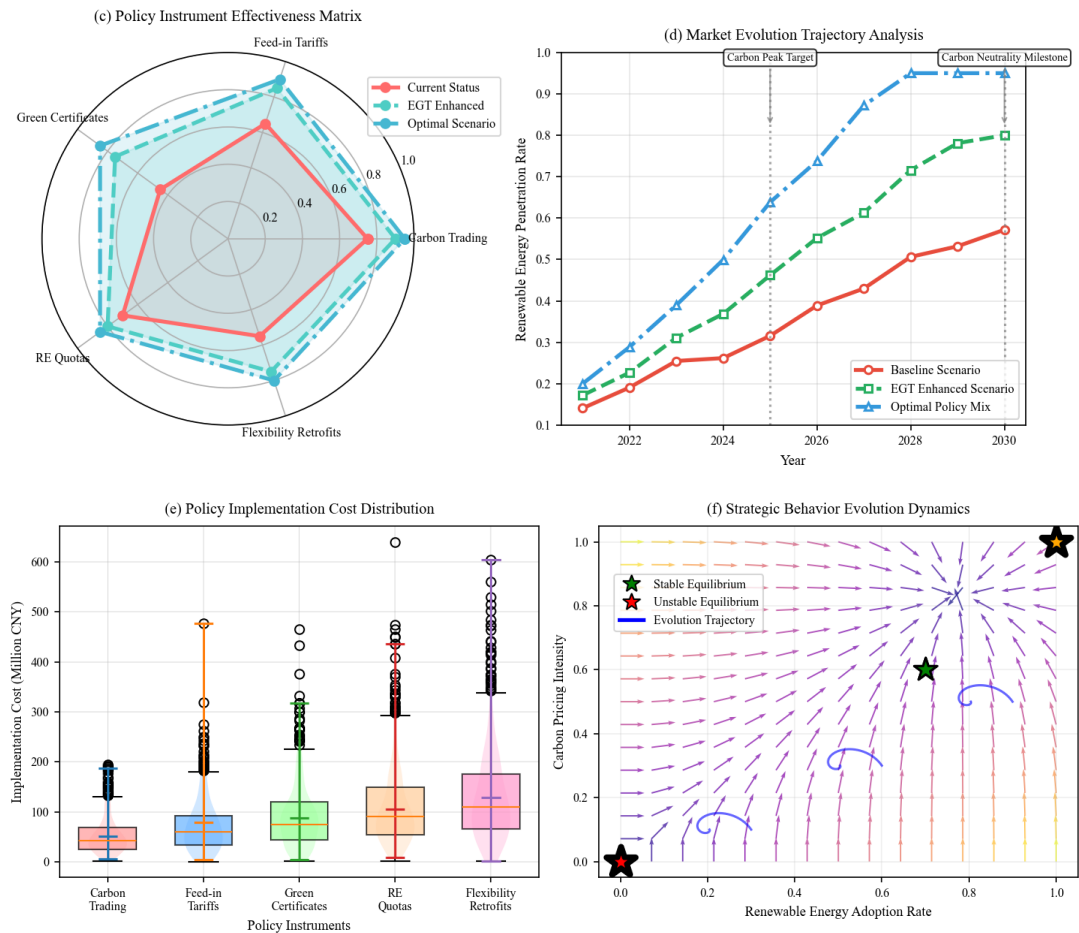 (c) Policy Instrument Effectiveness Matrix
Feed-in Tariffs
Green Certificates
Carbon Trading
RE Quotas
Flexibility Retrofits
0.2
0.4
0.6
0.8
1.0
Current Status
EGT Enhanced
Optimal Scenario
(d) Market Evolution Trajectory Analysis
Carbon Peak Target
Carbon Neutrality Milestone
Renewable Energy Penetration Rate
1.0
0.9
0.8
0.7
0.6
0.5
0.4
0.3
0.2
0.1
Baseline Scenario
EGT Enhanced Scenario
Optimal Policy Mix
2022
2024
2026
2028
2030
Year
(e) Policy Implementation Cost Distribution
Implementation Cost (Million CNY)
600
500
400
300
200
100
0
Carbon
Trading
Feed-in
Tariffs
Green
Certificates
RE
Quotas
Flexibility
Retrofits
Policy Instruments
(f) Strategic Behavior Evolution Dynamics
Carbon Pricing Intensity
1.0
0.8
0.6
0.4
0.2
0.0
Stable Equilibrium
Unstable Equilibrium
Evolution Trajectory
0.0
0.2
0.4
0.6
0.8
1.0
Renewable Energy Adoption Rate